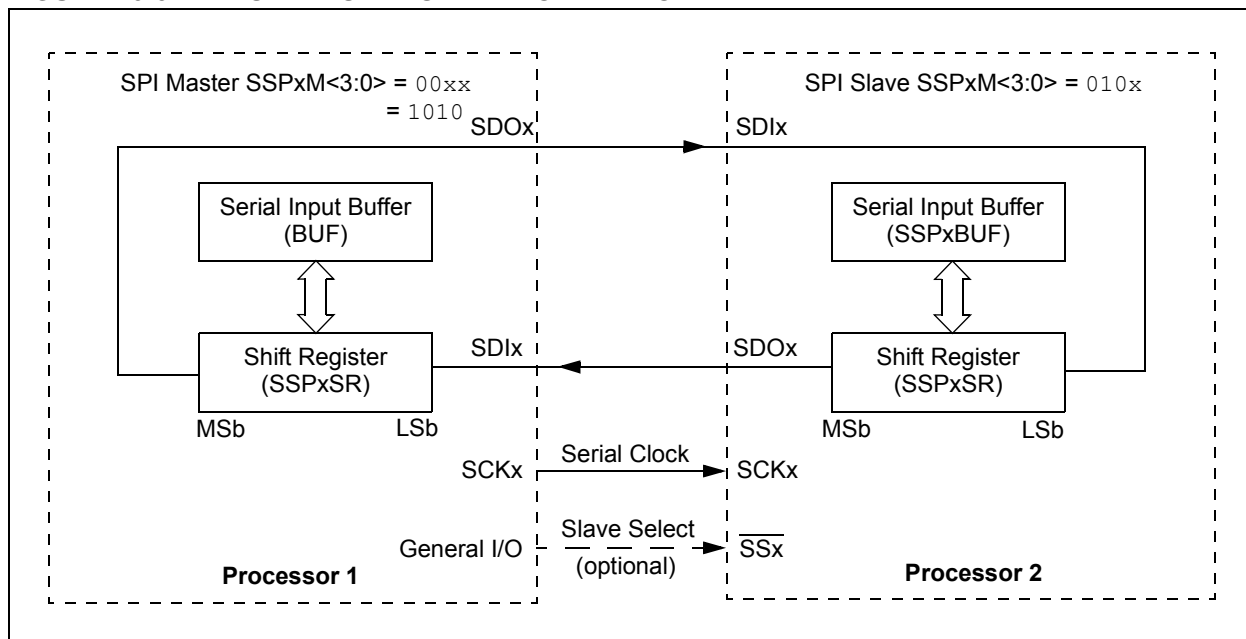 SPI Master SSPxM<3:0> = 00xx
= 1010
SDOx
Serial Input Buffer
(BUF)
SDIx
Shift Register
(SSPxSR)
MSb
LSb
SCKx
General I/O
Processor 1
Serial Clock
Slave Select
(optional)
SPI Slave SSPxM<3:0> = 010x
SDIx
Serial Input Buffer
(SSPxBUF)
SDOx
Shift Register
(SSPxSR)
MSb
LSb
SCKx
SSx
Processor 2